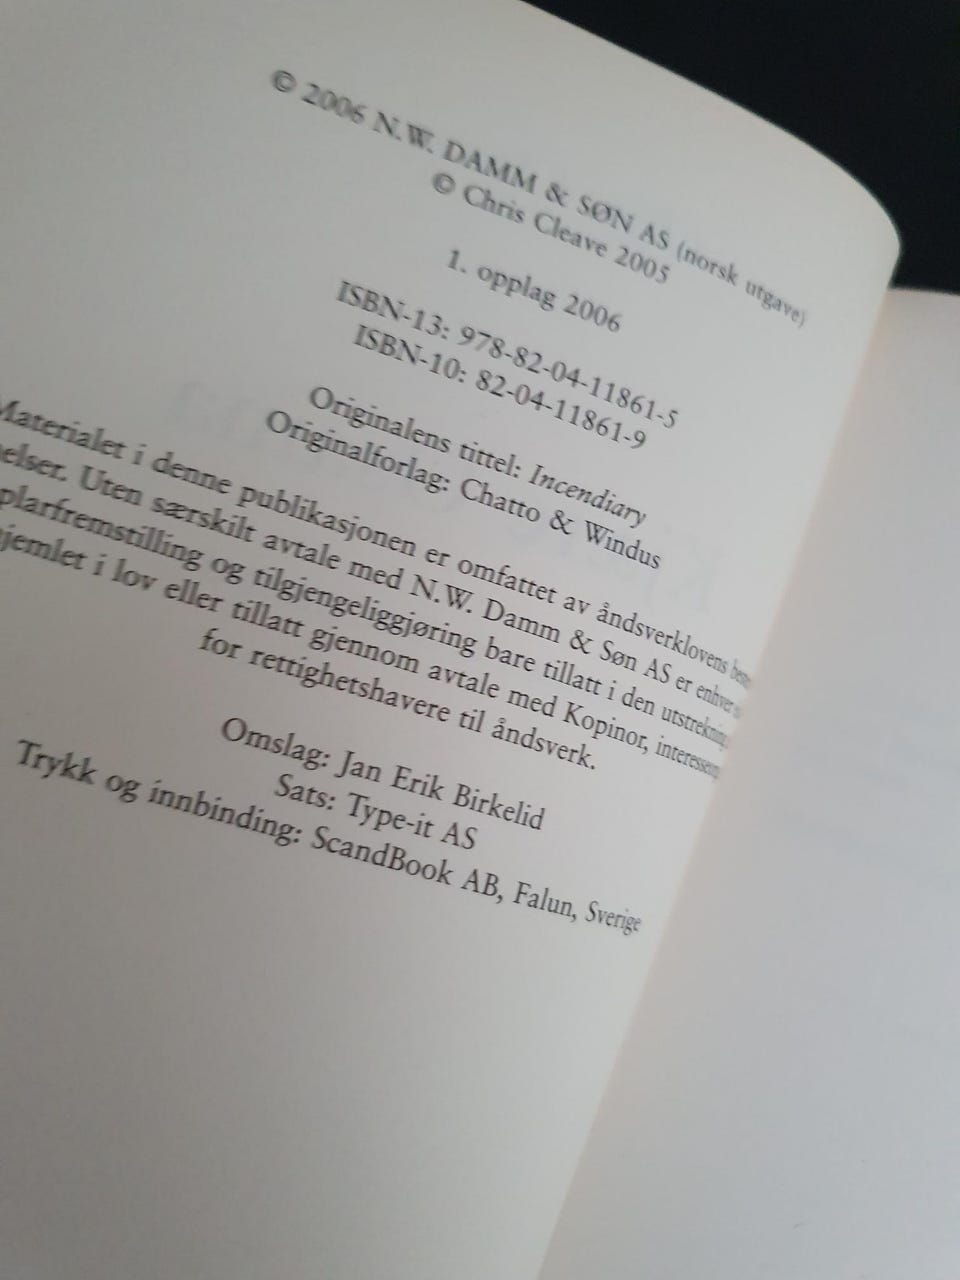 © 2006 N.W. DAMM & SØN AS (norsk utgave)
© Chris Cleave 2005
1. opplag 2006
ISBN-13: 978-82-04-11861-5
ISBN-10: 82-04-11861-9
Originalens tittel: Incendiary
Originalforlag: Chatto & Windus
Materialet i denne publikasjonen er omfattet av åndsverklovens
Uten særskilt avtale med N.W. Damm & Søn AS er enhver
og tilgjengeliggjøring bare tillatt i den utstrekning
i lov eller tillatt gjennom avtale med Kopinor,
for rettighetshavere til åndsverk.
Omslag: Jan Erik Birkelid
Sats: Type-it AS
Trykk og innbinding: ScandBook AB, Falun, Sverige